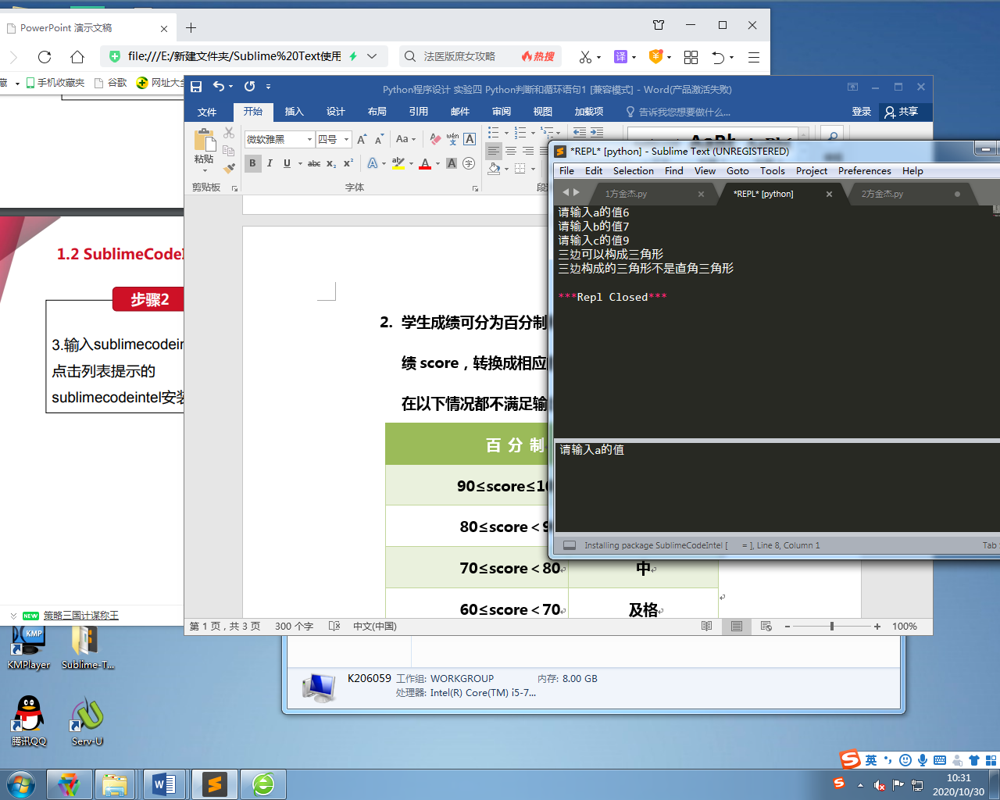 PowerPoint 演示文稿
file:///E:/新建文件夹/Sublime%20Text使用
法医版庶女攻略
热搜
译
藏
手机收藏夹
谷歌
网址大全
1.2 SublimeCodeI
步骤2
3.输入sublimecodein
点击列表提示的
sublimecodeintel安装
NEW
策略三国计谋称王
Python程序设计 实验四 Python判断和循环语句1 [兼容模式] - Word(产品激活失败)
文件
开始
插入
设计
布局
引用
邮件
审阅
视图
加载项
告诉我您想要做什么...
登录
共享
粘贴
微软雅黑
四号
剪贴板
字体
段
2. 学生成绩可分为百分制
绩 score，转换成相应
在以下情况都不满足输
百 分 制
90≤score≤10
80≤score＜9
70≤score＜80
中
60≤score＜70
及格
第 1 页，共 3 页
300 个字
中文(中国)
100%
*REPL* [python] - Sublime Text (UNREGISTERED)
File Edit Selection Find View Goto Tools Project Preferences Help
1方金杰.py
*REPL* [python]
2方金杰.py
请输入a的值6
请输入b的值7
请输入c的值9
三边可以构成三角形
三边构成的三角形不是直角三角形
***Repl Closed***
请输入a的值
Installing package SublimeCodeIntel [ = ], Line 8, Column 1
Tab
K206059 工作组: WORKGROUP 内存: 8.00 GB
处理器: Intel(R) Core(TM) i5-7...
KMPlayer
Sublime-T...
腾讯QQ
Serv-U
英
10:31
2020/10/30